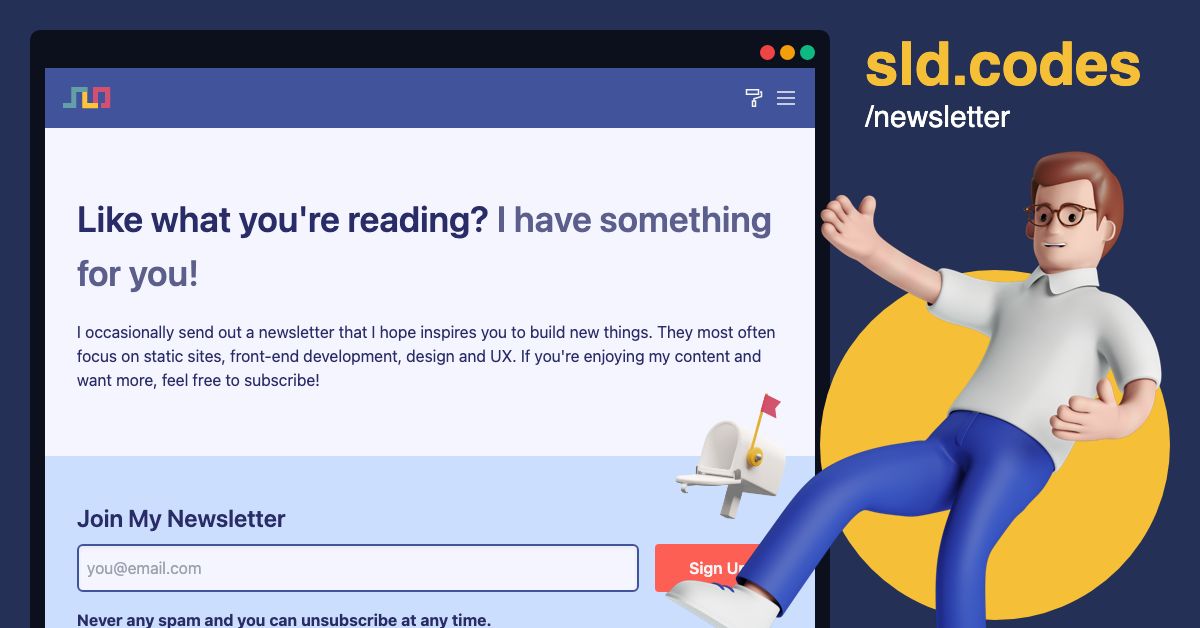 sld.codes
/newsletter
SLD
Like what you're reading? I have something
for you!
I occasionally send out a newsletter that I hope inspires you to build new things. They most often
focus on static sites, front-end development, design and UX. If you're enjoying my content and
want more, feel free to subscribe!
Join My Newsletter
you@email.com
Sign Up
Never any spam and you can unsubscribe at any time.